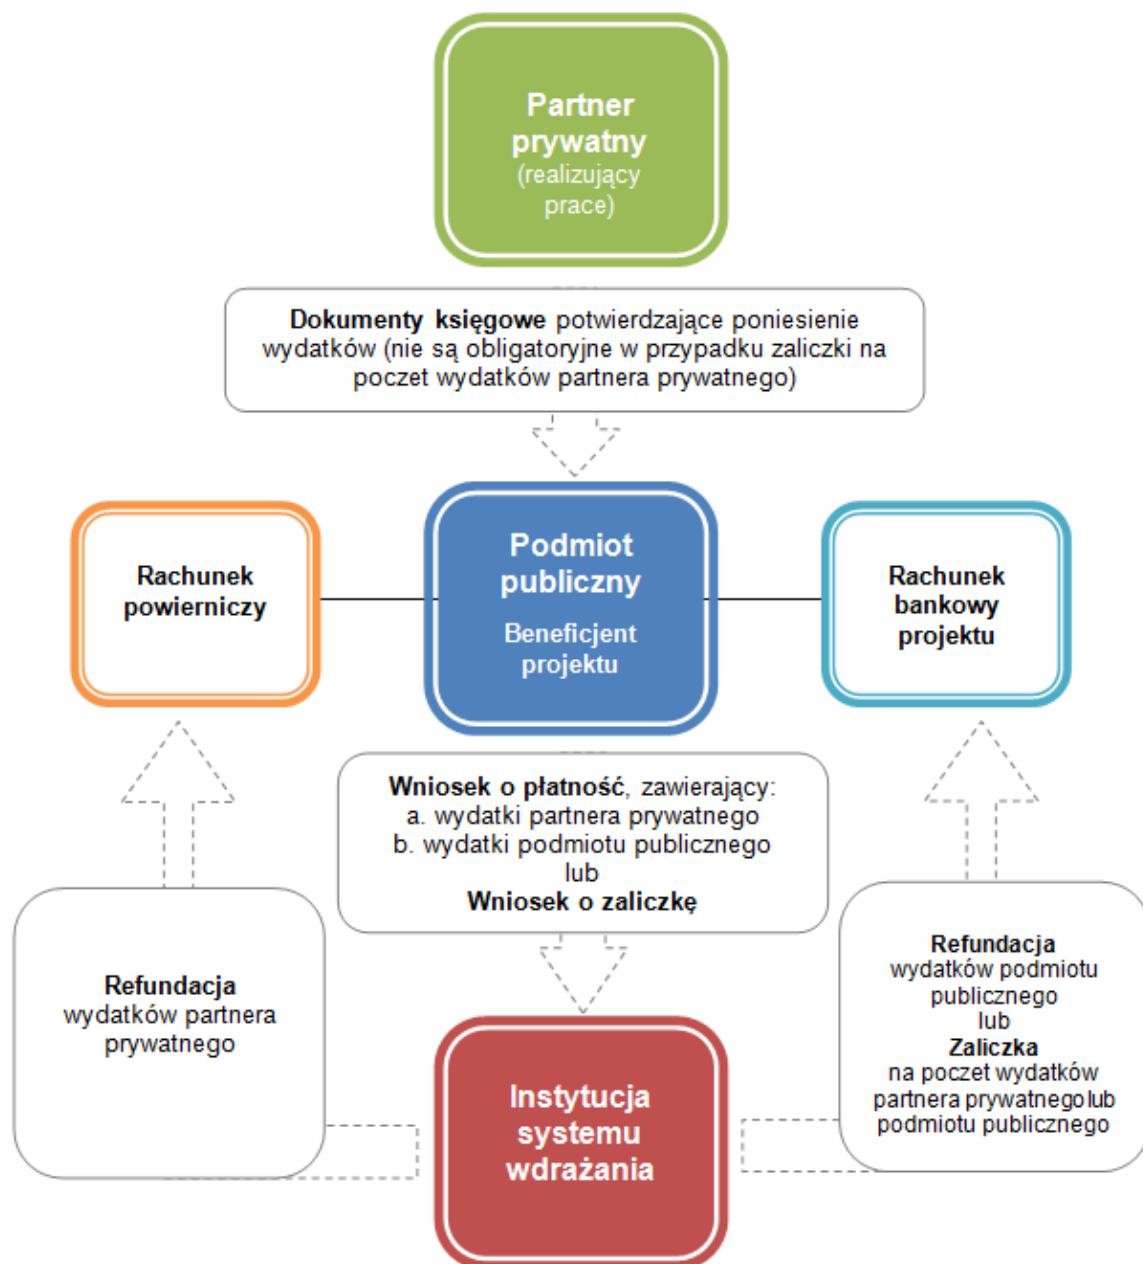 Partner
prywatny
(realizujący
prace)
Dokumenty księgowe potwierdzające poniesienie
wydatków (nie są obligatoryjne w przypadku zaliczki na
poczet wydatków partnera prywatnego)
Rachunek
powierniczy
Podmiot
publiczny
Beneficjent
projektu
Rachunek
bankowy
projektu
Wniosek o płatność, zawierający:
a. wydatki partnera prywatnego
b. wydatki podmiotu publicznego
lub
Wniosek o zaliczkę
Refundacja
wydatków partnera
prywatnego
Refundacja
wydatków podmiotu
publicznego
lub
Zaliczka
na poczet wydatków
partnera prywatnegolub
podmiotu publicznego
Instytucja
systemu
wdrażania